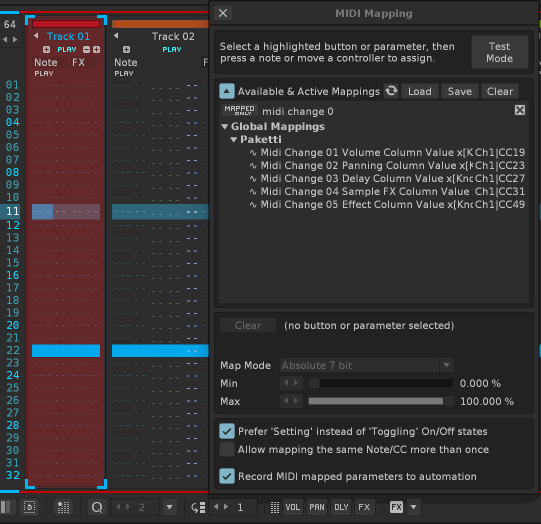 64
Track 01
PLAY
Note FX
PLAY
Track 02
PLAY
Note
PLAY
01
02
03
04
05
06
07
08
09
10
11
12
13
14
15
16
17
18
19
20
21
22
23
24
25
26
27
28
29
30
31
32
MIDI Mapping
Select a highlighted button or parameter, then
press a note or move a controller to assign.
Test
Mode
Available & Active Mappings Load Save Clear
MAPPED
ONLY
midi change 0
Global Mappings
Paketti
Midi Change 01 Volume Column Value x[K Ch1|CC19
Midi Change 02 Panning Column Value x[K Ch1|CC23
Midi Change 03 Delay Column Value x[Kno Ch1|CC27
Midi Change 04 Sample FX Column Value Ch1|CC31
Midi Change 05 Effect Column Value x[Kno Ch1|CC49
Clear (no button or parameter selected)
Map Mode Absolute 7 bit
Min 0.000 %
Max 100.000 %
Prefer 'Setting' instead of 'Toggling' On/Off states
Allow mapping the same Note/CC more than once
Record MIDI mapped parameters to automation
Q 2 1 VOL PAN DLY FX FX